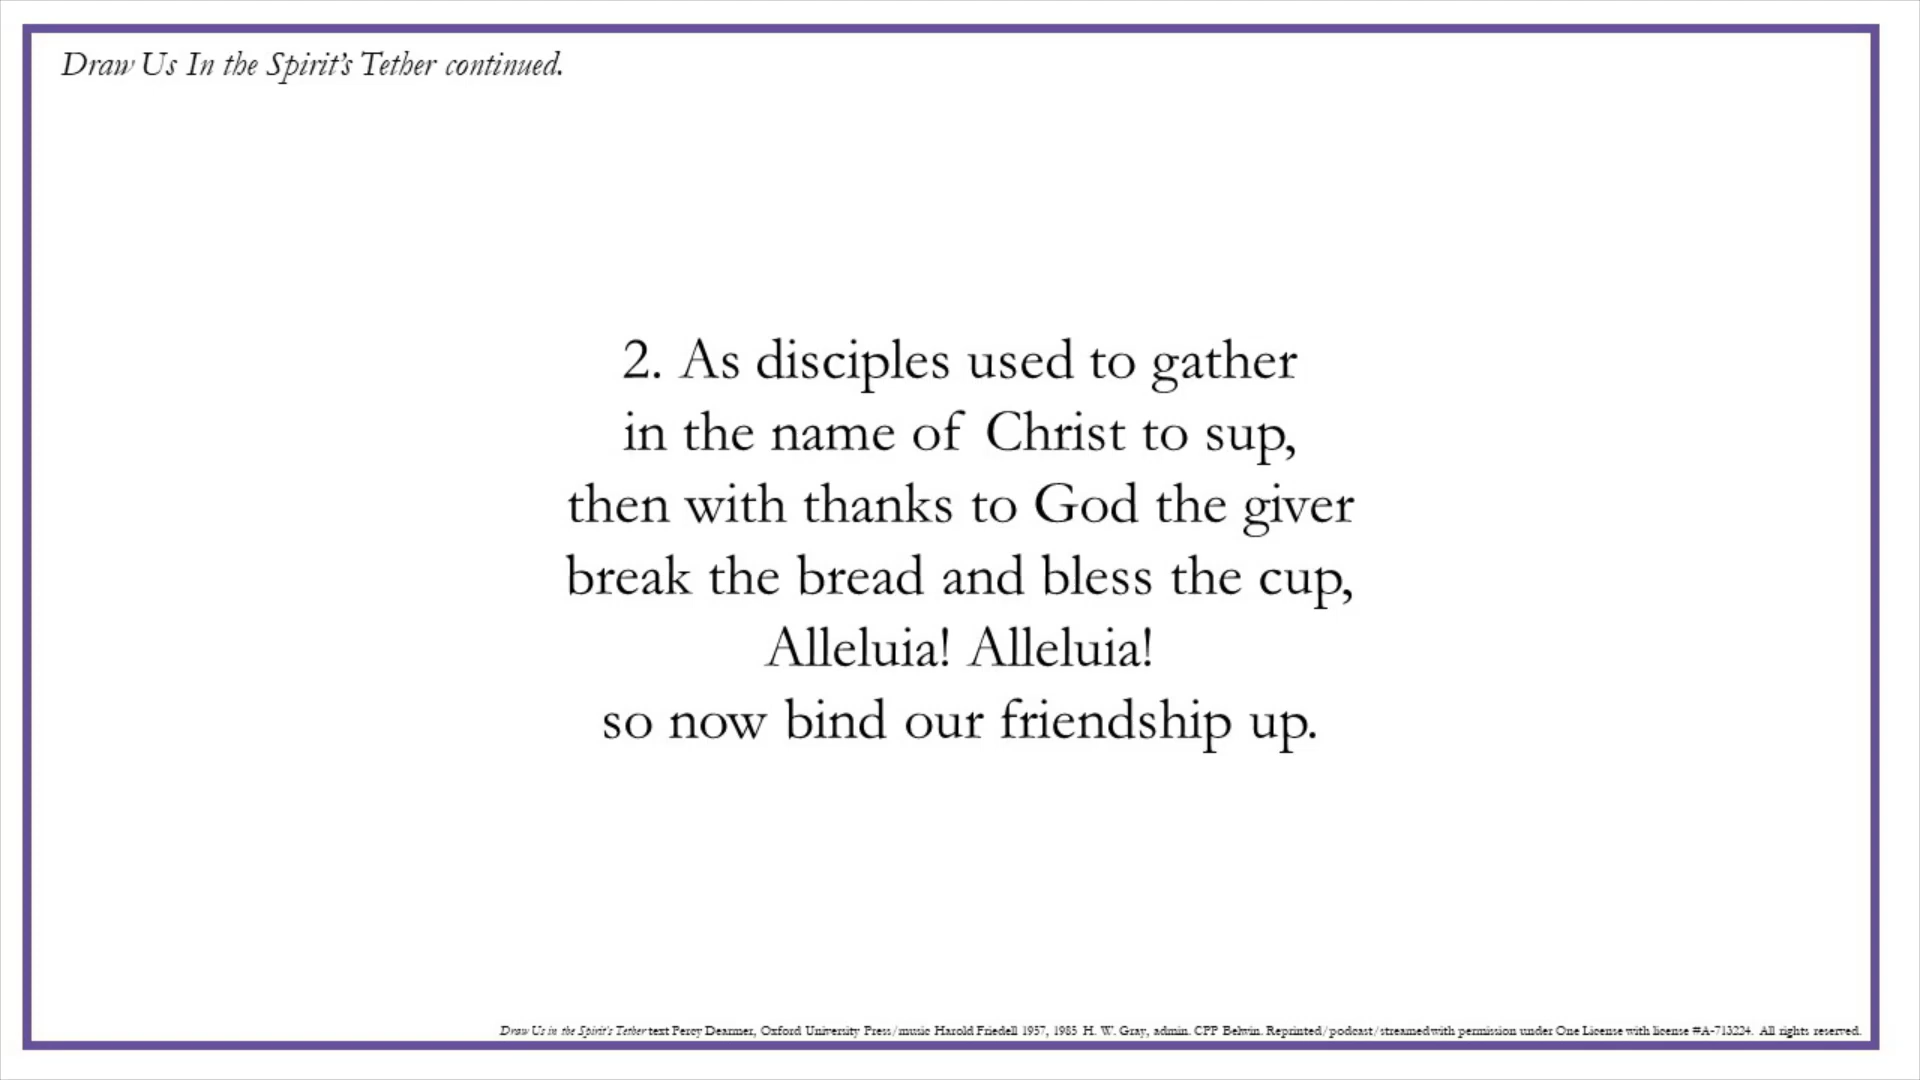 Draw Us In the Spirit's Tether continued.
2. As disciples used to gather
in the name of Christ to sup,
then with thanks to God the giver
break the bread and bless the cup,
Alleluia! Alleluia!
so now bind our friendship up.
Draw Us in the Spirit's Tether text Percy Dearmer, Oxford University Press/music Harold Friedell 1957, 1985 H. W. Gray, admin. CPP Belwin. Reprinted/podcast/streamed with permission under One License with license #A-713224. All rights reserved.